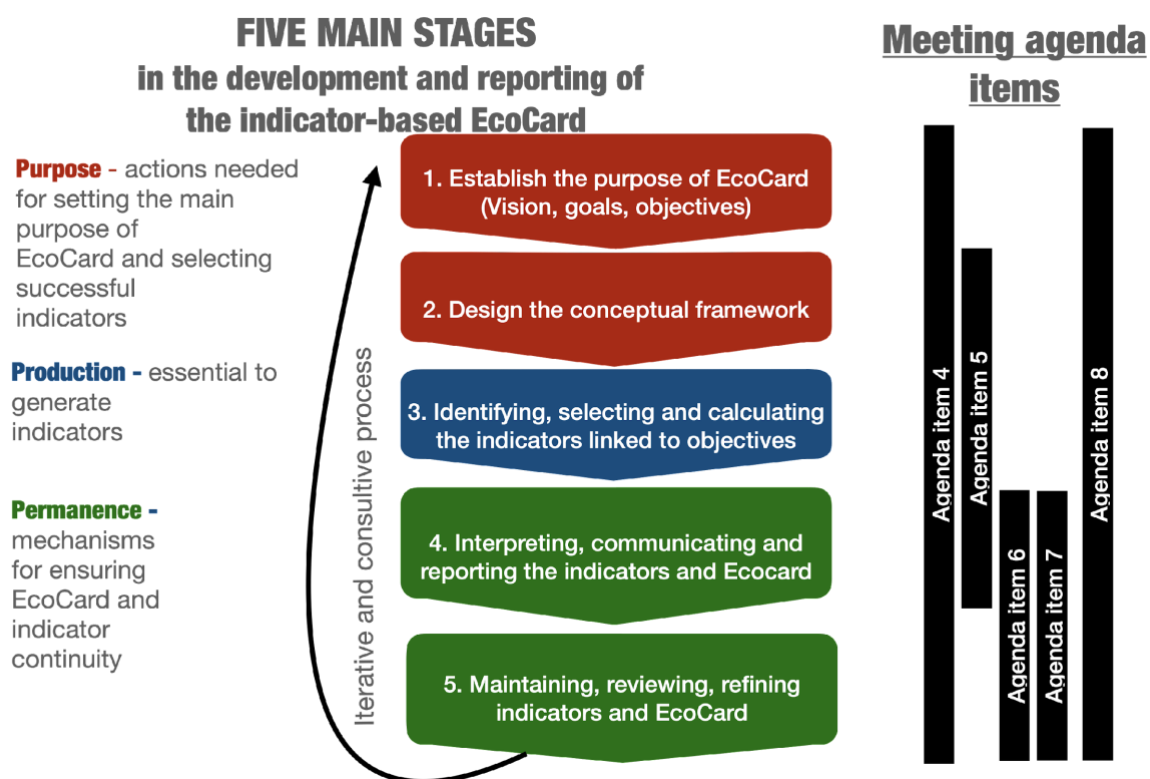 FIVE MAIN STAGES
in the development and reporting of
the indicator-based EcoCard
Meeting agenda
items
Purpose - actions needed
for setting the main
purpose of
EcoCard and selecting
successful
indicators
Production - essential to
generate
indicators
Permanence -
mechanisms
for ensuring
EcoCard and
indicator
continuity
Iterative and consultive process
1. Establish the purpose of EcoCard
(Vision, goals, objectives)
2. Design the conceptual framework
3. Identifying, selecting and calculating
the indicators linked to objectives
4. Interpreting, communicating and
reporting the indicators and Ecocard
5. Maintaining, reviewing, refining
indicators and EcoCard
Agenda item 4
Agenda item 5
Agenda item 6
Agenda item 7
Agenda item 8